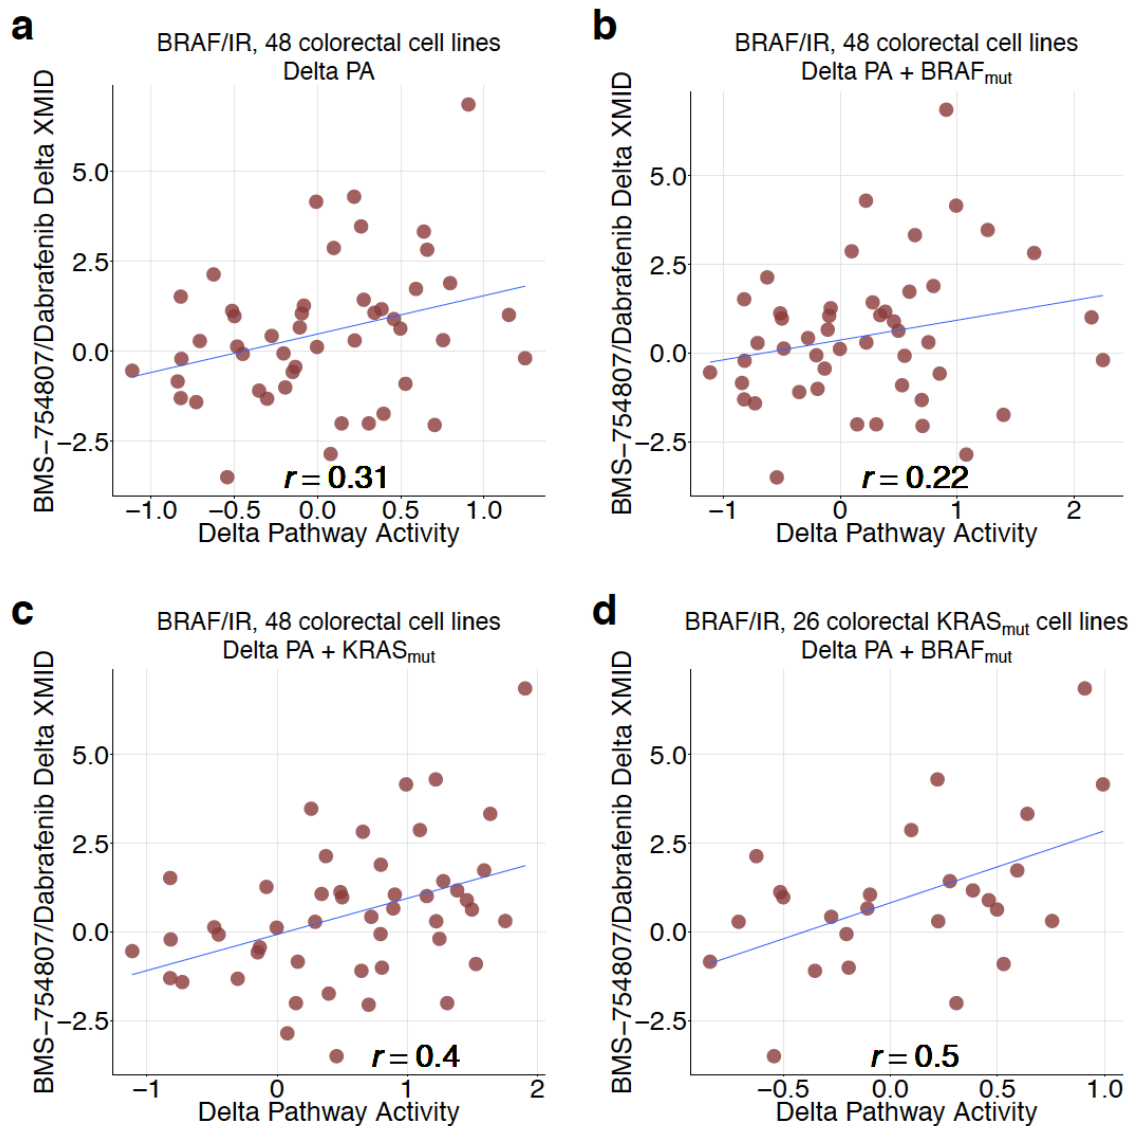 a
BRAF/IR, 48 colorectal cell lines
Delta PA
BMS−754807/Dabrafenib Delta XMID
5.0
2.5
0.0
−2.5
r = 0.31
−1.0 −0.5 0.0 0.5 1.0
Delta Pathway Activity
b
BRAF/IR, 48 colorectal cell lines
Delta PA + BRAFmut
BMS−754807/Dabrafenib Delta XMID
5.0
2.5
0.0
−2.5
r = 0.22
−1 0 1 2
Delta Pathway Activity
c
BRAF/IR, 48 colorectal cell lines
Delta PA + KRASmut
BMS−754807/Dabrafenib Delta XMID
5.0
2.5
0.0
−2.5
r = 0.4
−1 0 1 2
Delta Pathway Activity
d
BRAF/IR, 26 colorectal KRASmut cell lines
Delta PA + BRAFmut
BMS−754807/Dabrafenib Delta XMID
5.0
2.5
0.0
−2.5
r = 0.5
−0.5 0.0 0.5 1.0
Delta Pathway Activity